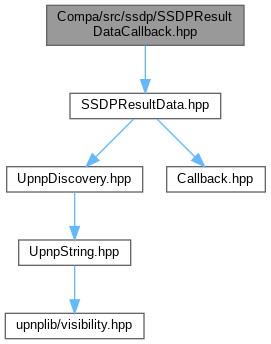 Compa/src/ssdp/SSDPResult
DataCallback.hpp
SSDPResultData.hpp
UpnpDiscovery.hpp
Callback.hpp
UpnpString.hpp
upnplib/visibility.hpp